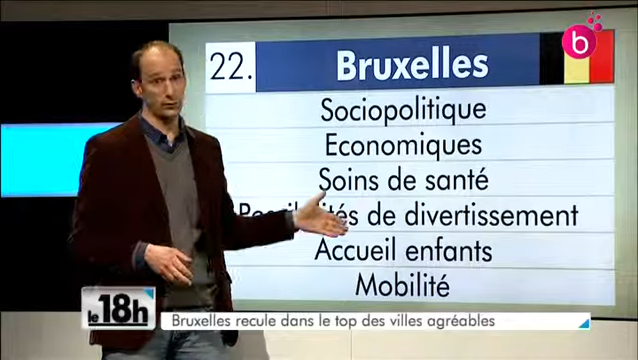 b
22. Bruxelles
Sociopolitique
Economiques
Soins de santé
de divertissement
Accueil enfants
Mobilité
le 18h
Bruxelles recule dans le top des villes agréables